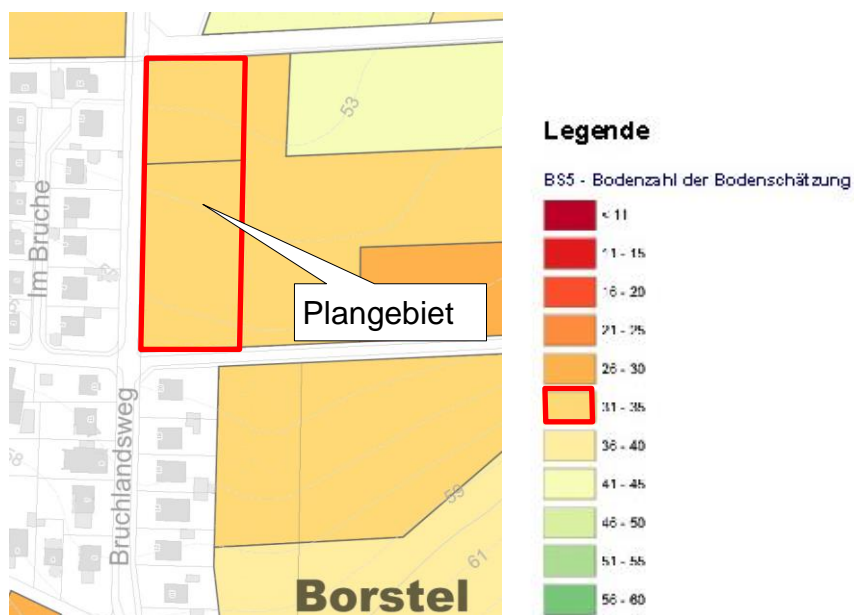 53
Im Bruche
Plangebiet
Bruchlandsweg
59
61
Borstel
Legende
BS5 - Bodenzahl der Bodenschätzung
< 11
11 - 15
16 - 20
21 - 25
26 - 30
31 - 35
36 - 40
41 - 45
46 - 50
51 - 55
56 - 60